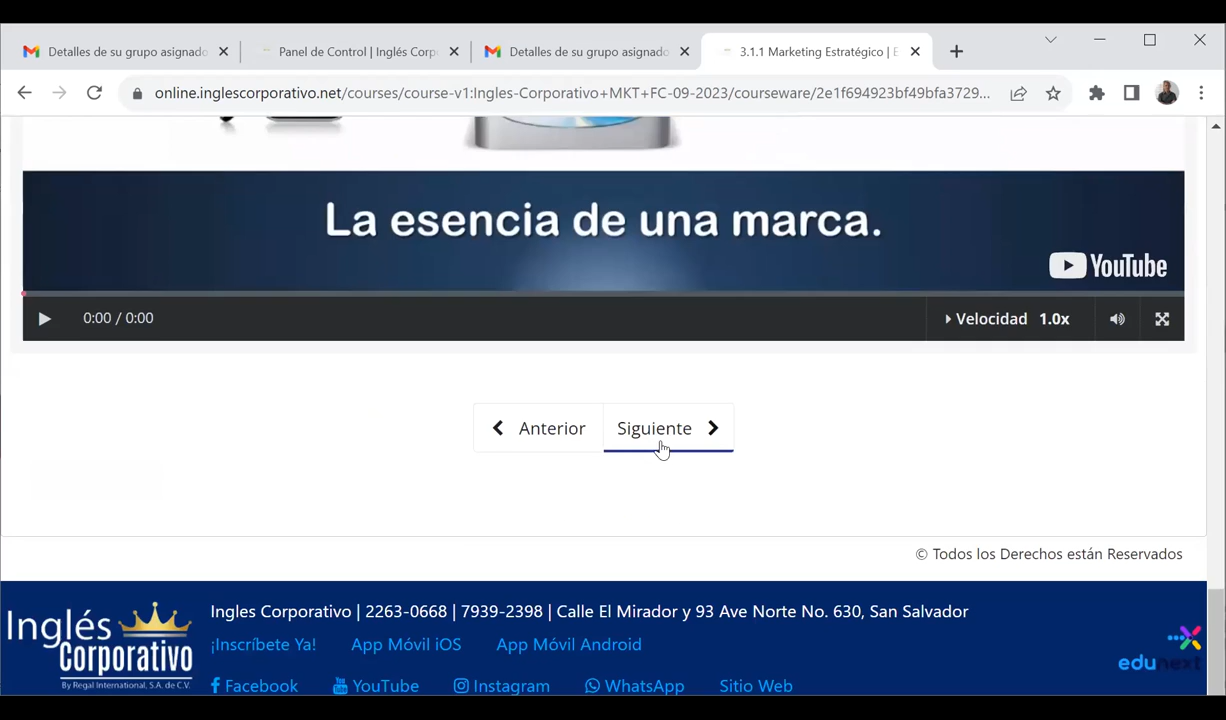 Detalles de su grupo asignado
Panel de Control | Inglés Corp
Detalles de su grupo asignado
3.1.1 Marketing Estratégico | E
online.inglescorporativo.net/courses/course-v1:Ingles-Corporativo+MKT+FC-09-2023/courseware/2e1f694923bf49bfa3729...
La esencia de una marca.
YouTube
0:00 / 0:00
Velocidad 1.0x
Anterior
Siguiente
© Todos los Derechos están Reservados
Inglés Corporativo
By Regal International, S.A. de C.V.
Ingles Corporativo | 2263-0668 | 7939-2398 | Calle El Mirador y 93 Ave Norte No. 630, San Salvador
¡Inscríbete Ya! App Móvil iOS App Móvil Android
edunext
Facebook YouTube Instagram WhatsApp Sitio Web